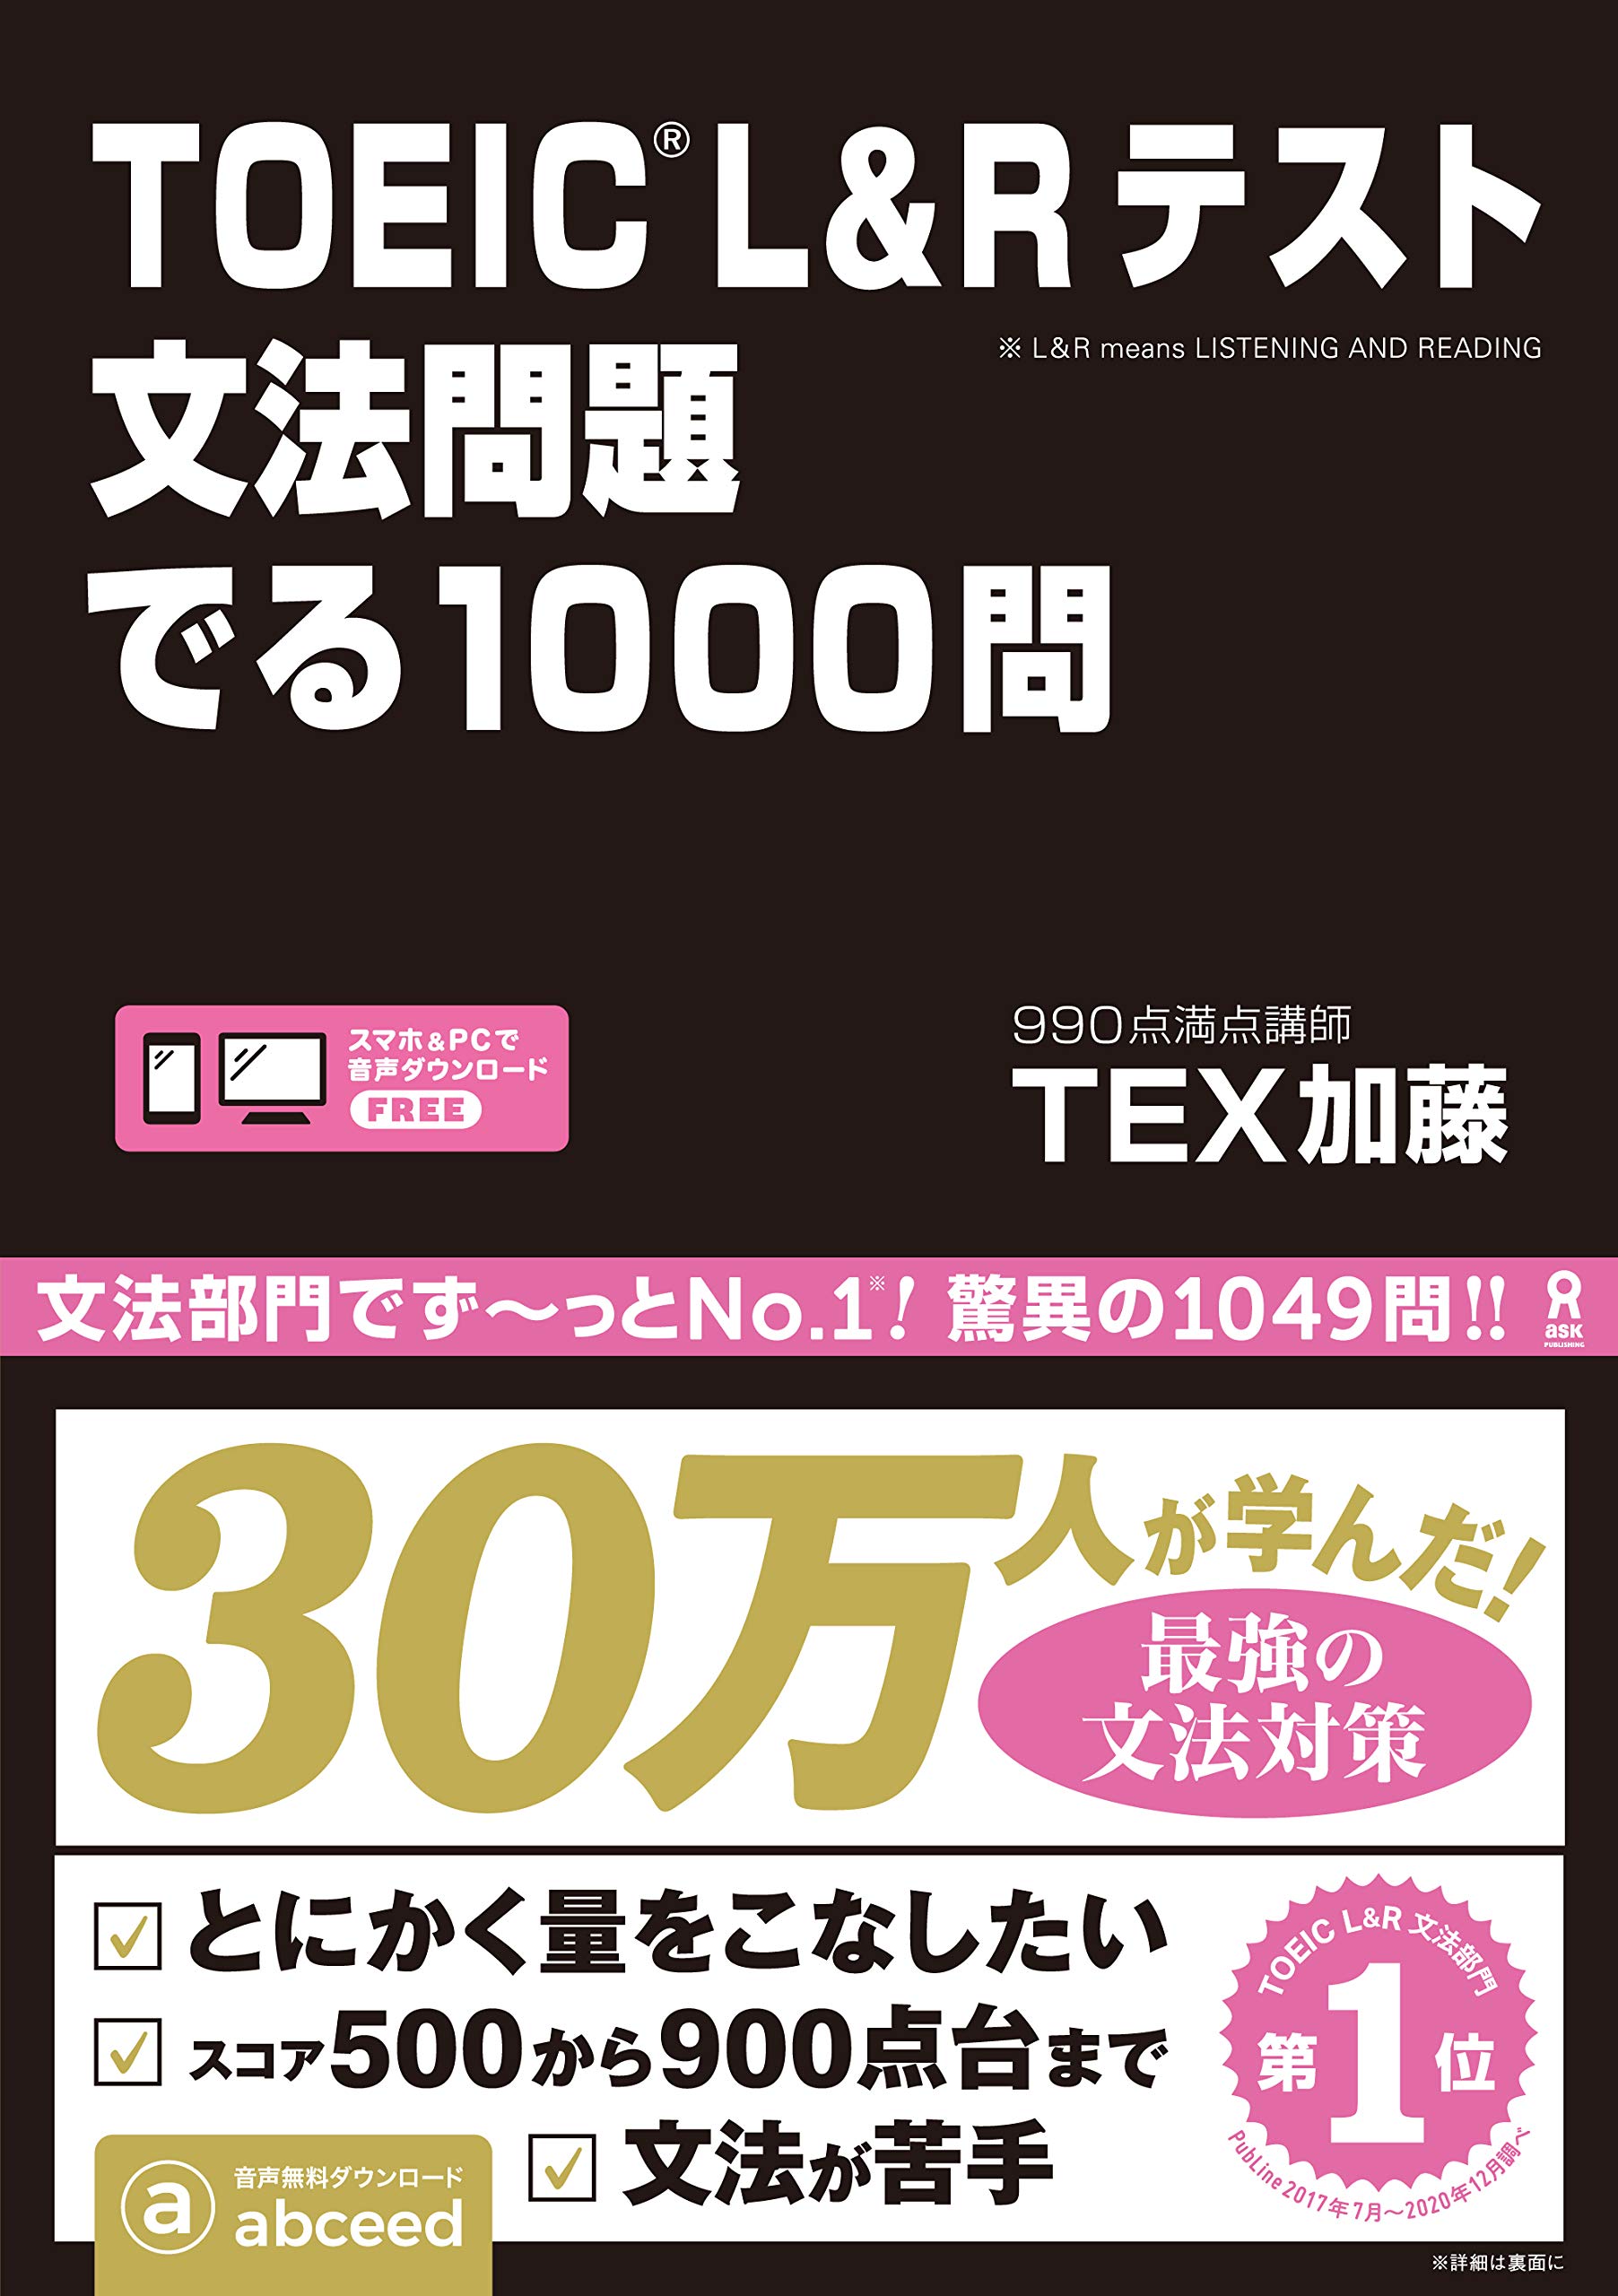 TOEIC® L&Rテスト
※ L&R means LISTENING AND READING
文法問題
でる1000問
スマホ&PCで
音声ダウンロード
FREE
990点満点講師
TEX加藤
文法部門でず〜っとNo.1※! 驚異の1049問!!
ask
PUBLISHING
30万人が学んだ!
最強の
文法対策
とにかく量をこなしたい
スコア500から900点台まで
文法が苦手
TOEIC L&R 文法部門
第1位
PubLine 2017年7月〜2020年12月調べ
a
音声無料ダウンロード
abceed
※詳細は裏面に